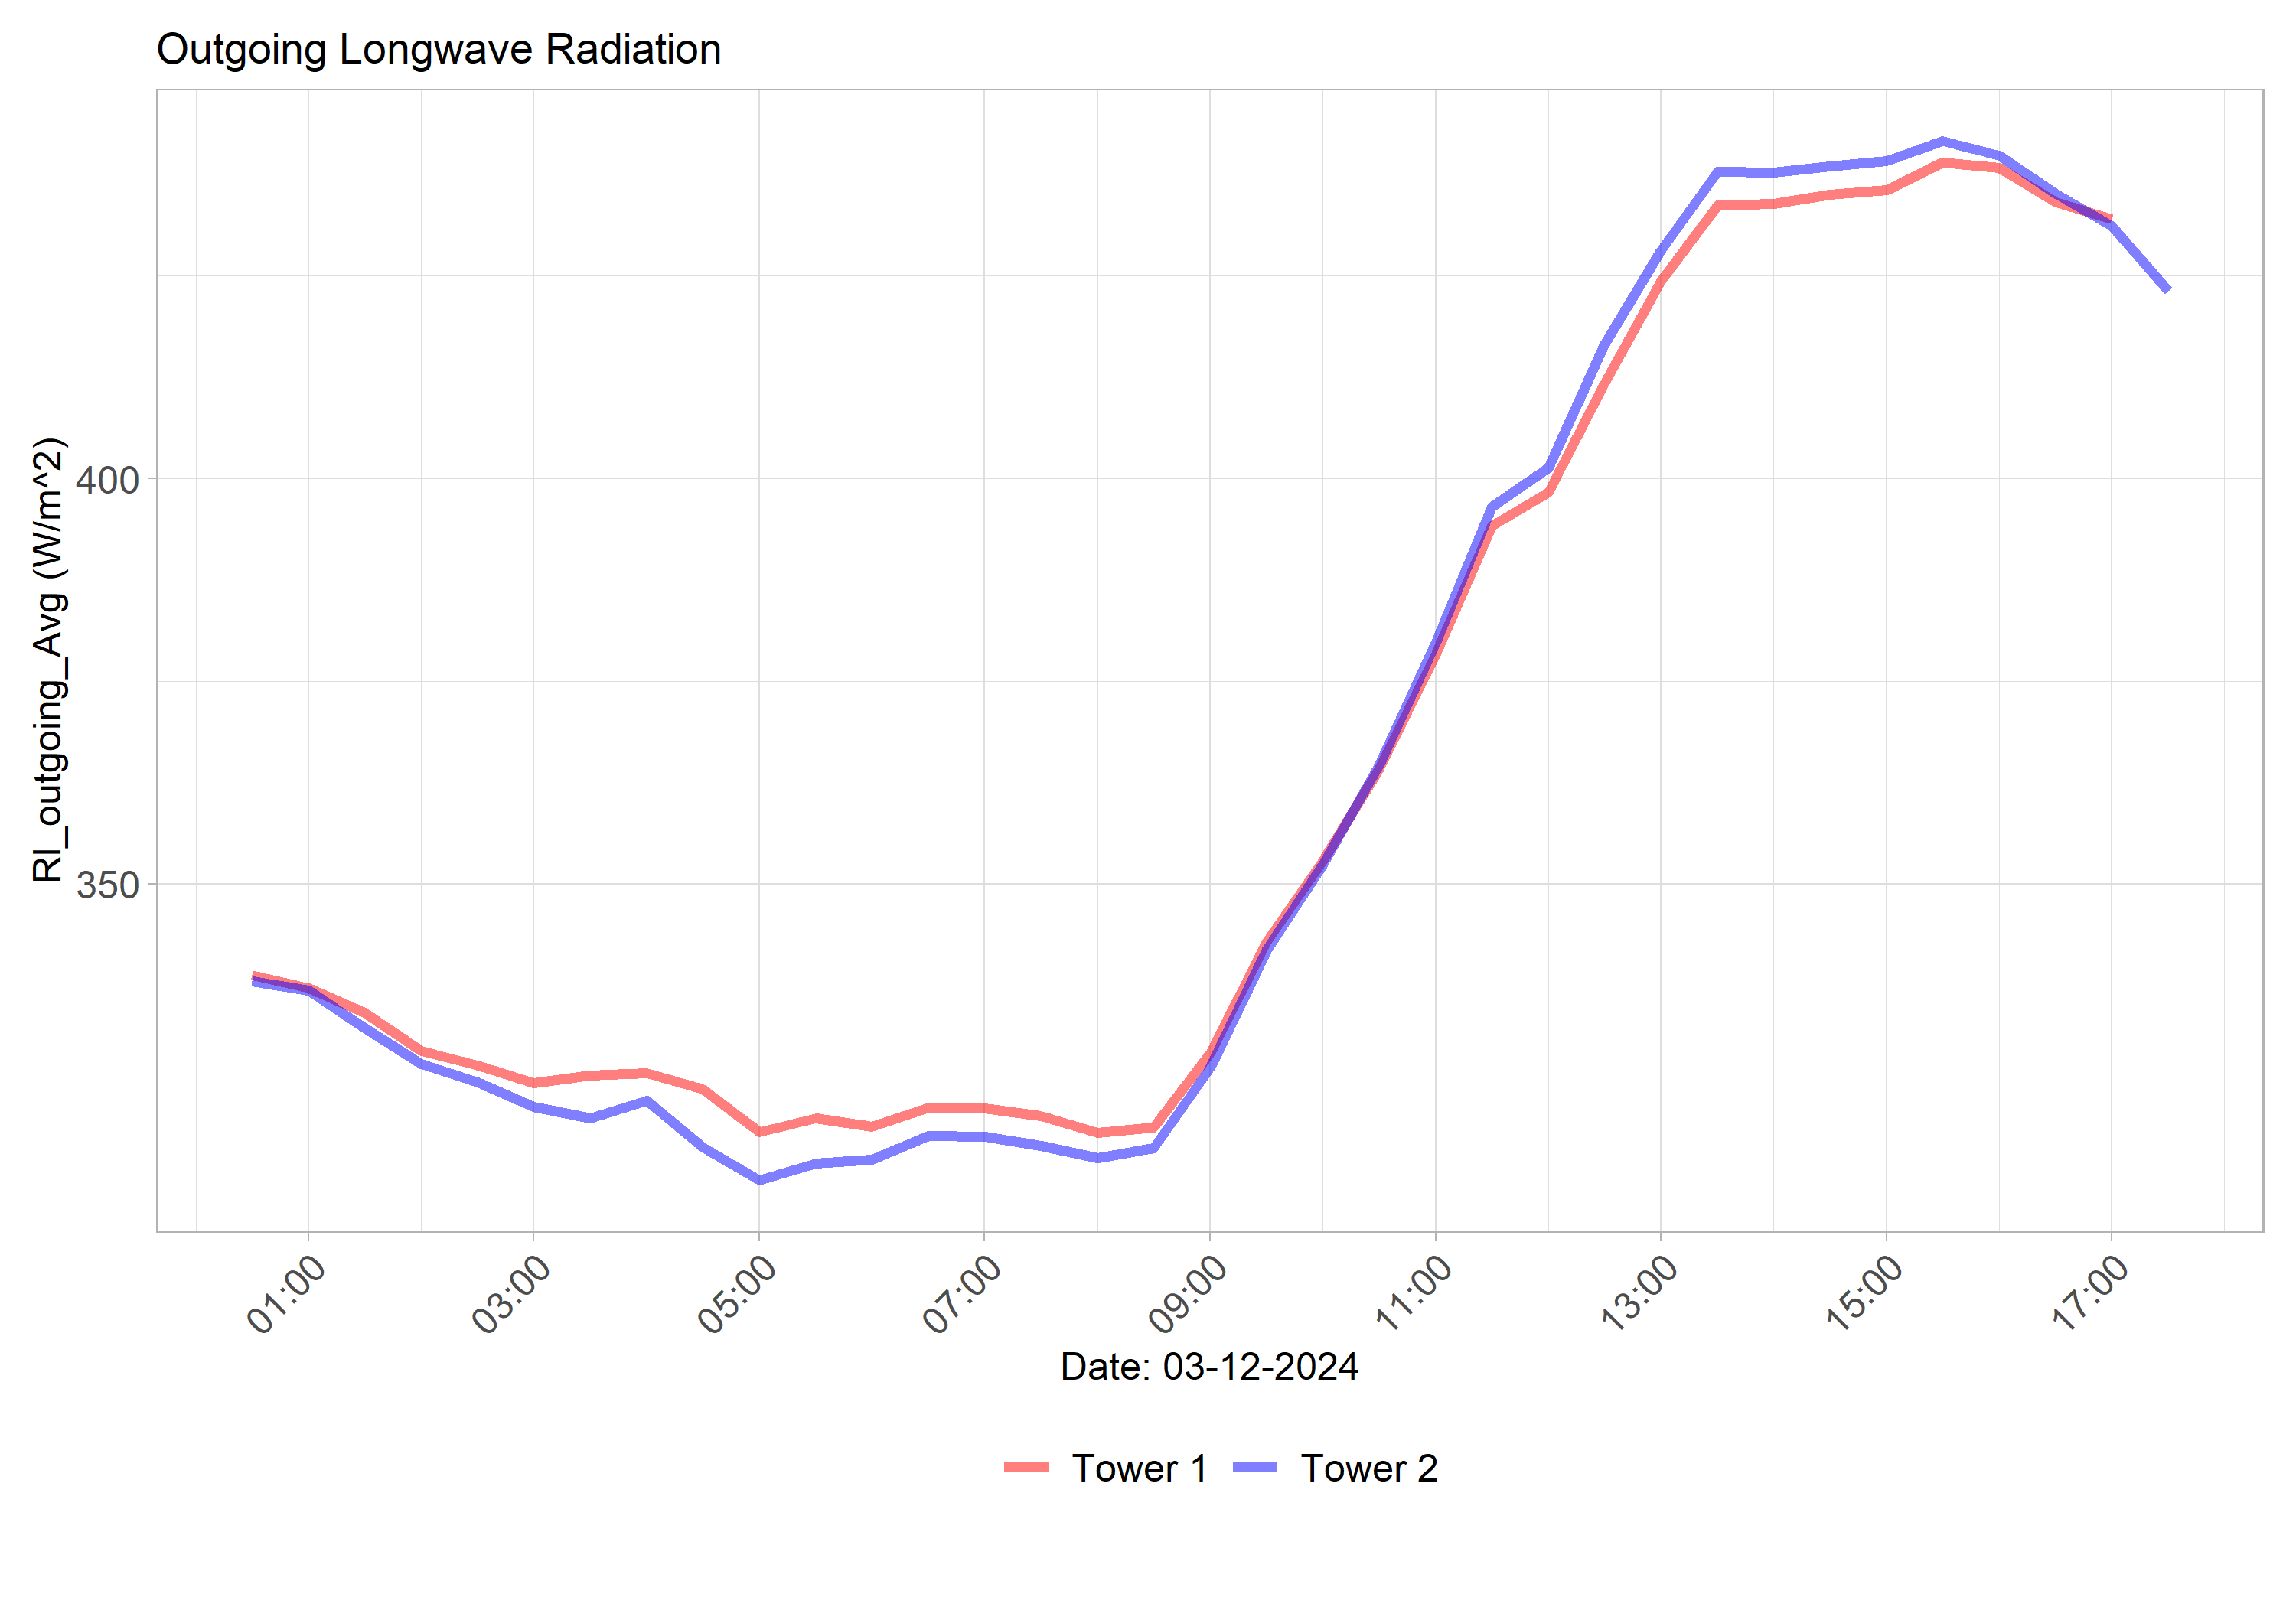 Outgoing Longwave Radiation
Rl_outgoing_Avg (W/m^2)
400
350
01:00
03:00
05:00
07:00
09:00
11:00
13:00
15:00
17:00
Date: 03-12-2024
Tower 1
Tower 2